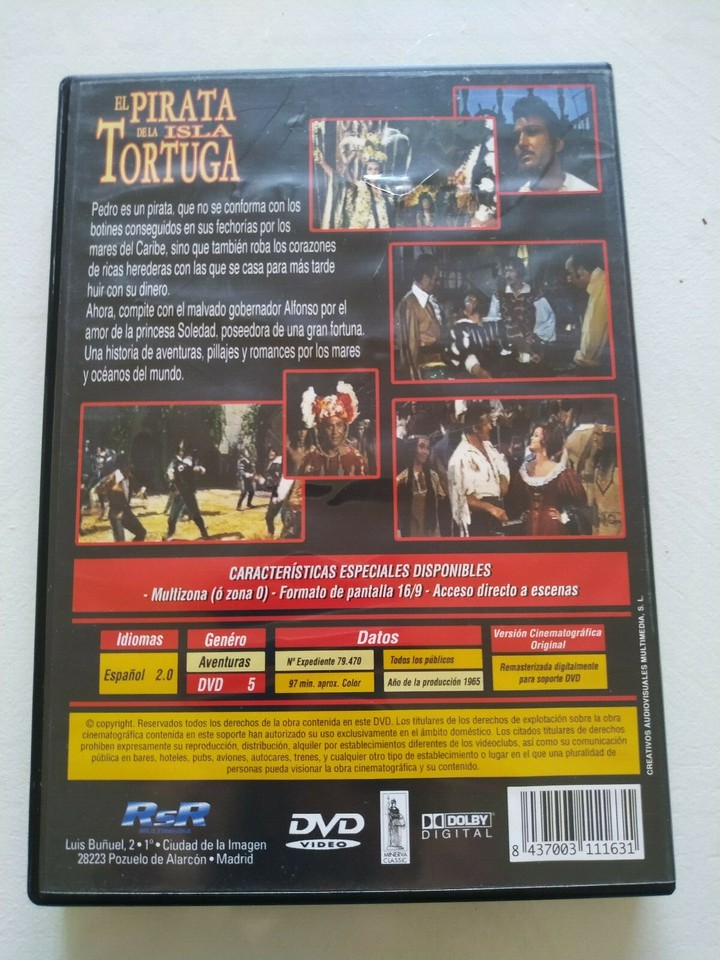 EL PIRATA
DE LA ISLA
TORTUGA
Pedro es un pirata, que no se conforma con los
botines conseguidos en sus fechorías por los
mares del Caribe, sino que también roba los corazones
de ricas herederas con las que se casa para más tarde
huir con su dinero.
Ahora, compite con el malvado gobernador Alfonso por el
amor de la princesa Soledad, poseedora de una gran fortuna.
Una historia de aventuras, pillajes y romances por los mares
y océanos del mundo.
CARACTERÍSTICAS ESPECIALES DISPONIBLES
- Multizona (ó zona 0) - Formato de pantalla 16/9 - Acceso directo a escenas
Idiomas
Español 2.0
Genéro
Aventuras
DVD 5
Datos
Nº Expediente 79.470
Todos los públicos
97 min. aprox. Color
Año de la producción 1965
Versión Cinematográfica
Original
Remasterizada digitalmente
para soporte DVD
© copyright. Reservados todos los derechos de la obra contenida en este DVD. Los titulares de los derechos de explotación sobre la obra
cinematográfica contenida en este soporte han autorizado su uso exclusivamente en el ámbito doméstico. Los citados titulares de derechos
prohiben expresamente su reproducción, distribución, alquiler por establecimientos diferentes de los videoclubs, así como su comunicación
pública en bares, hoteles, pubs, aviones, autocares, trenes, y cualquier otro tipo de establecimiento o lugar en el que una pluralidad de
personas pueda visionar la obra cinematográfica y su contenido.
CREATIVOS AUDIOVISUALES MULTIMEDIA, S. L.
RSR
MULTIMEDIA
Luis Buñuel, 2 • 1º • Ciudad de la Imagen
28223 Pozuelo de Alarcón • Madrid
DVD
VIDEO
MINERVA
CLASSIC
DOLBY
DIGITAL
8 437003 111631